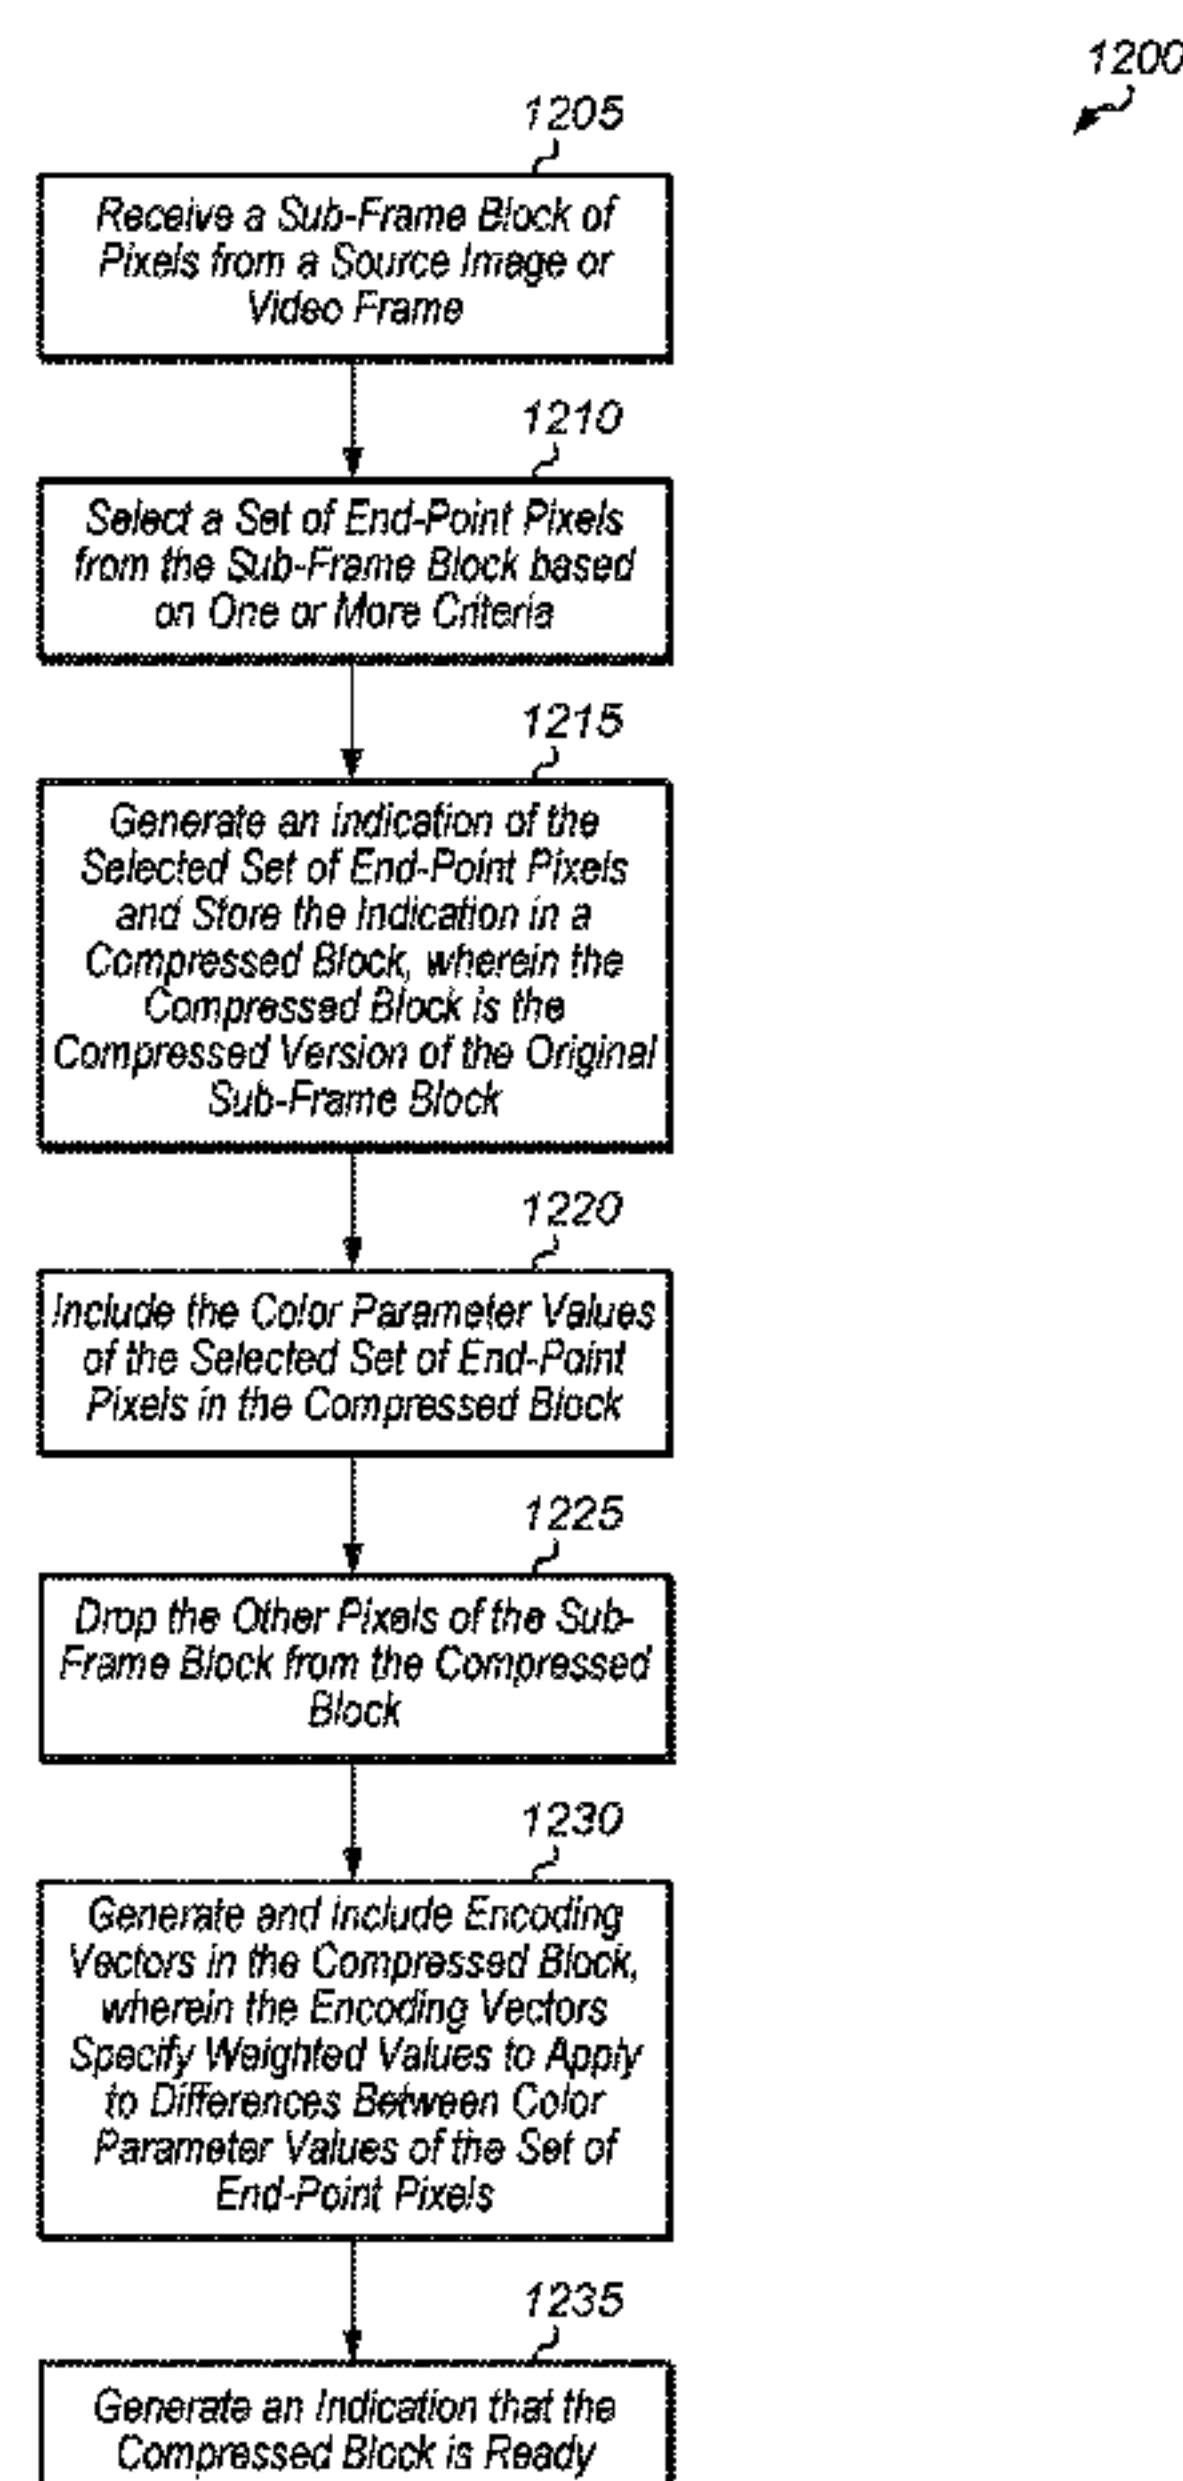 1200
1205
Receive a Sub-Frame Block of
Pixels from a Source Image or
Video Frame
1210
Select a Set of End-Point Pixels
from the Sub-Frame Block based
on One or More Criteria
1215
Generate an indication of the
Selected Set of End-Point Pixels
and Store the Indication in a
Compressed Block, wherein the
Compressed Block is the
Compressed Version of the Original
Sub-Frame Block
1220
Include the Color Parameter Values
of the Selected Set of End-Point
Pixels in the Compressed Block
1225
Drop the Other Pixels of the Sub-
Frame Block from the Compressed
Block
1230
Generate and Include Encoding
Vectors in the Compressed Block,
wherein the Encoding Vectors
Specify Weighted Values to Apply
to Differences Between Color
Parameter Values of the Set of
End-Point Pixels
1235
Generate an Indication that the
Compressed Block is Ready